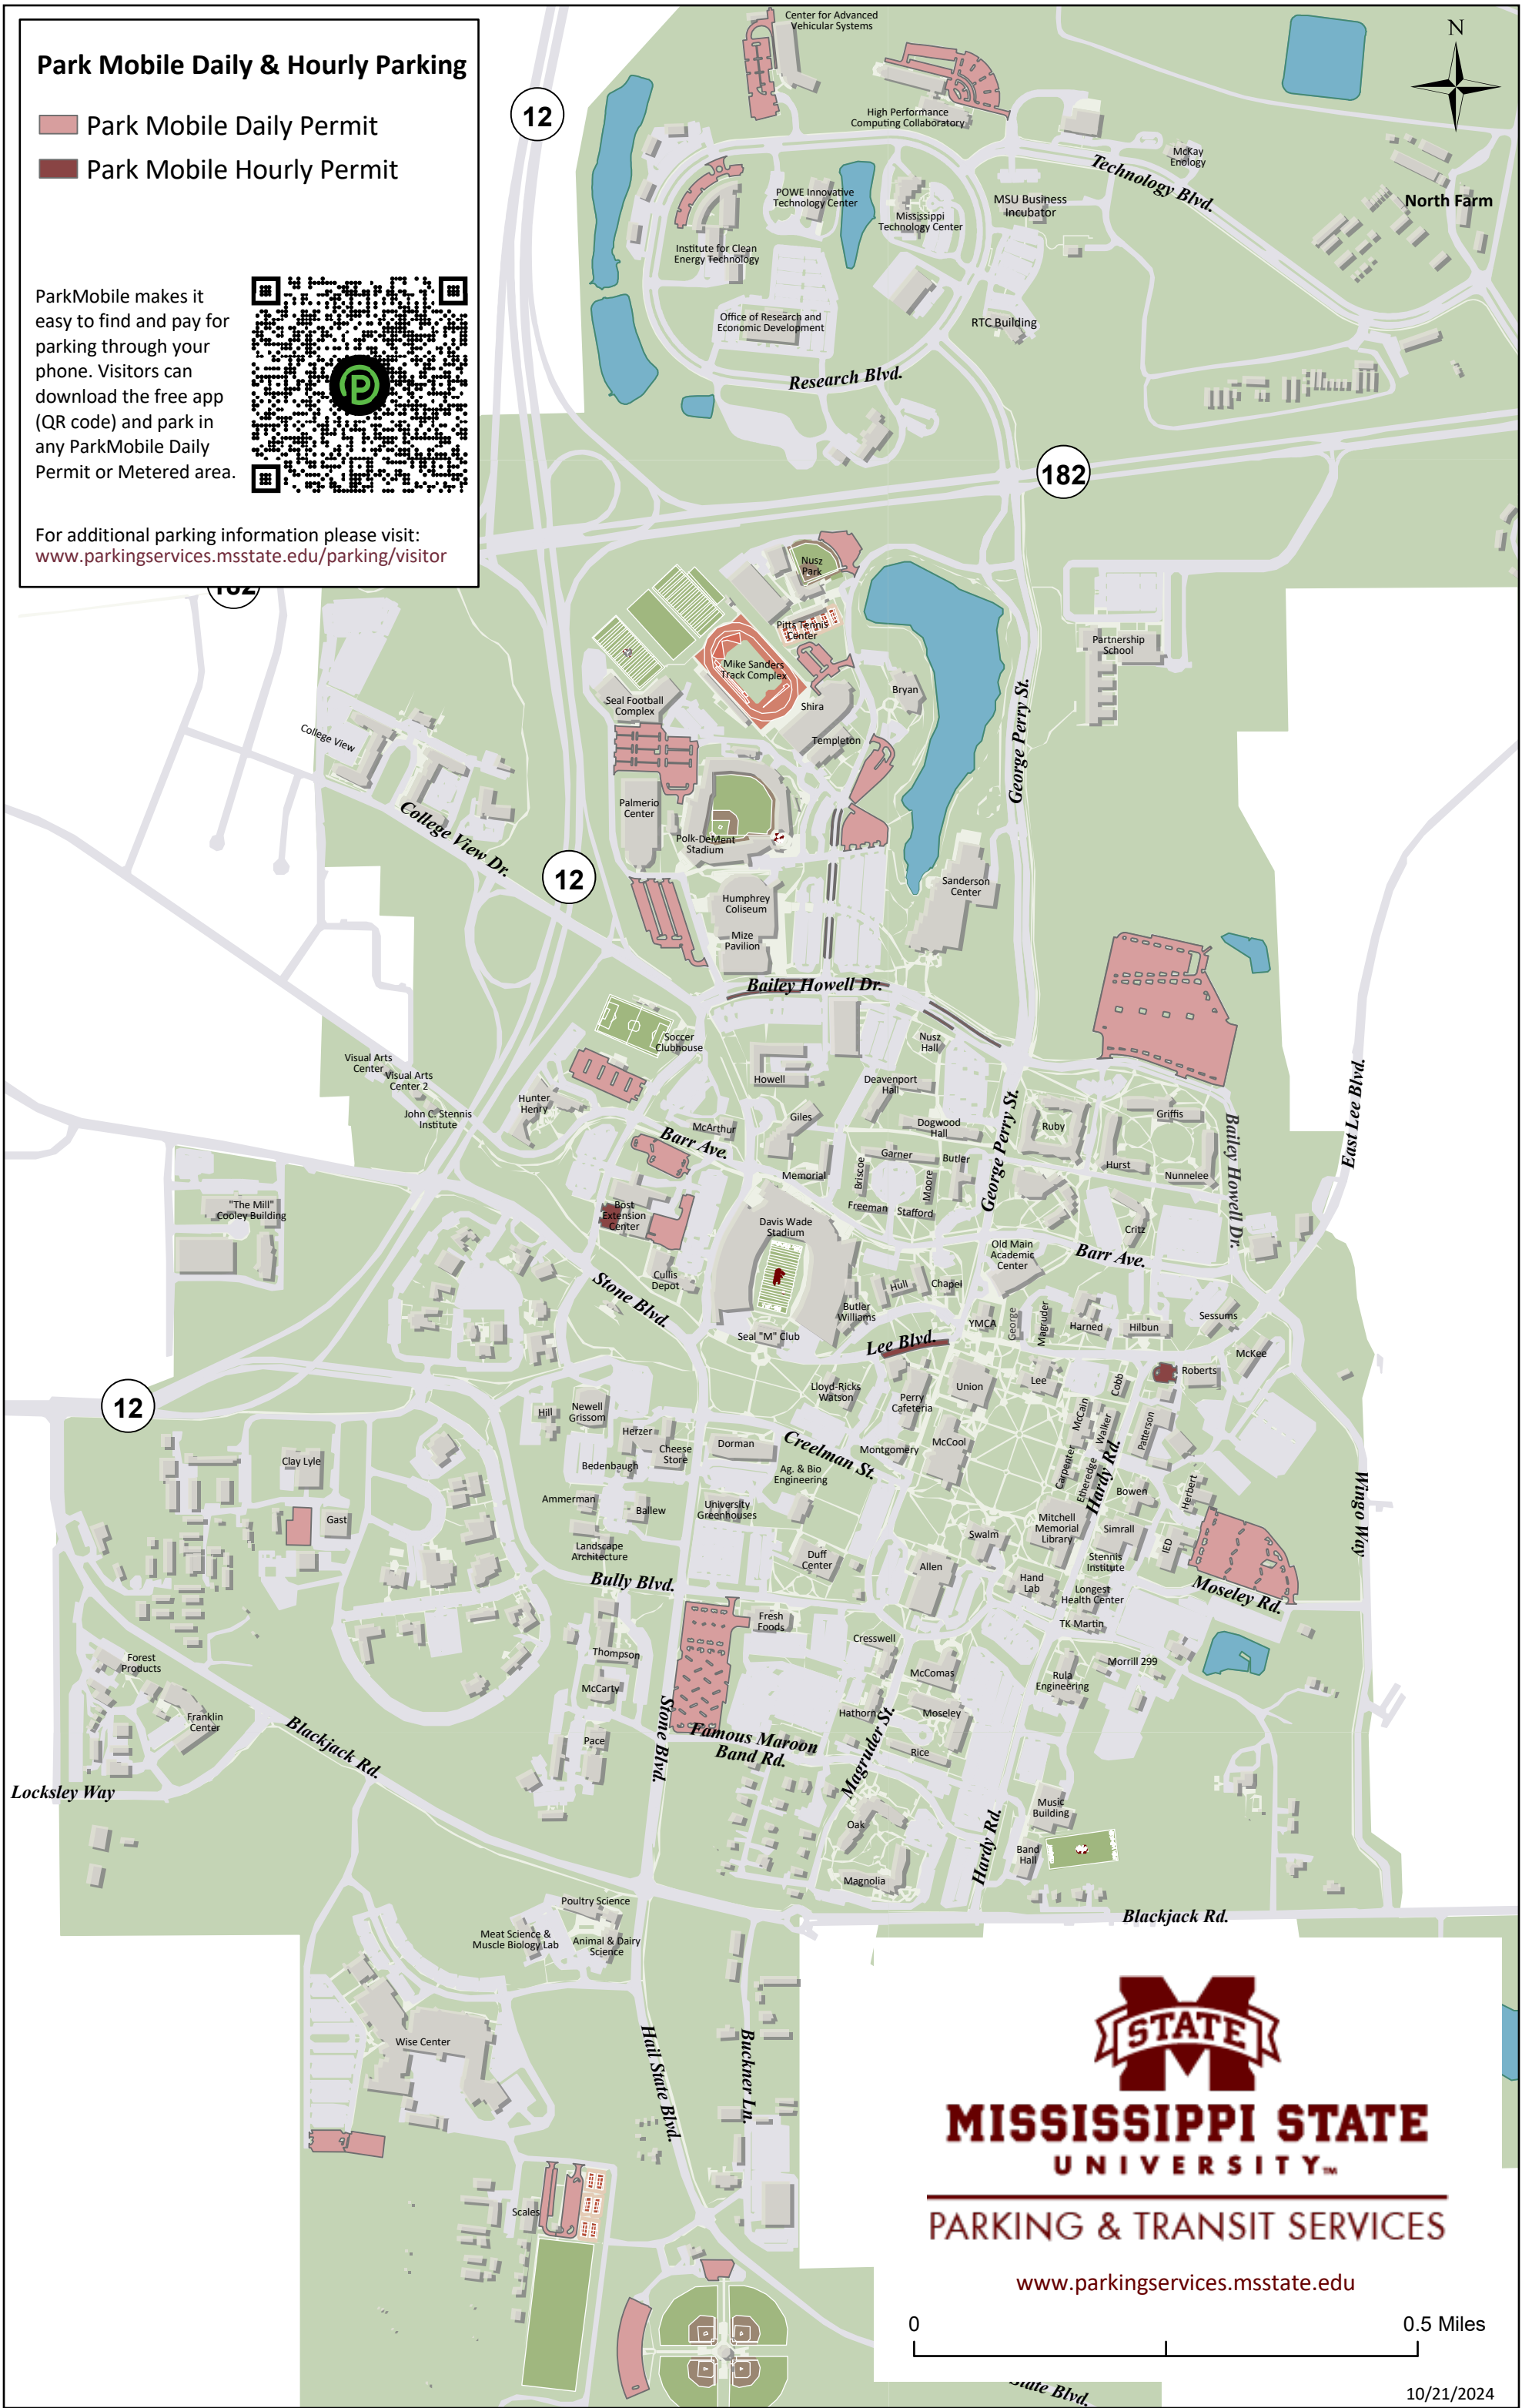 Park Mobile Daily & Hourly Parking
Park Mobile Daily Permit
Park Mobile Hourly Permit
ParkMobile makes it
easy to find and pay for
parking through your
phone. Visitors can
download the free app
(QR code) and park in
any ParkMobile Daily
Permit or Metered area.
For additional parking information please visit:
www.parkingservices.msstate.edu/parking/visitor
N
12
Center for Advanced
Vehicular Systems
High Performance
Computing Collaboratory
McKay
Enology
Technology Blvd.
North Farm
POWE Innovative
Technology Center
Mississippi
Technology Center
MSU Business
Incubator
Institute for Clean
Energy Technology
Office of Research and
Economic Development
RTC Building
Research Blvd.
182
182
Nusz
Park
Pitts Tennis
Center
Mike Sanders
Track Complex
Partnership
School
Bryan
Seal Football
Complex
Shira
Templeton
George Perry St.
College View
College View Dr.
Palmerio
Center
Polk-DeMent
Stadium
12
Sanderson
Center
Humphrey
Coliseum
Mize
Pavilion
Bailey Howell Dr.
Soccer
Clubhouse
Nusz
Hall
Visual Arts
Center
Visual Arts
Center 2
John C. Stennis
Institute
Hunter
Henry
Howell
Deavenport
Hall
Giles
McArthur
Barr Ave.
Dogwood
Hall
George Perry St.
Ruby
Griffis
Bailey Howell Dr.
East Lee Blvd.
Memorial
Briscoe
Garner
Butler
Moore
Freeman
Stafford
Hurst
Nunnelee
"The Mill"
Cooley Building
Bost
Extension
Center
Davis Wade
Stadium
Critz
Old Main
Academic
Center
Barr Ave.
Cullis
Depot
Stone Blvd.
Hull
Chapel
Butler
Williams
Seal "M" Club
Lee Blvd.
YMCA
George
Magruder
Harned
Hilbun
Sessums
McKee
Roberts
12
Lloyd-Ricks
Watson
Perry
Cafeteria
Union
Lee
Cobb
Hill
Newell
Grissom
Herzer
Cheese
Store
Bedenbaugh
Dorman
Creelman St.
Montgomery
McCool
McCain
Walker
Patterson
Carpenter
Etheredge
Hardy Rd.
Clay Lyle
Gast
Ag. & Bio
Engineering
Ammerman
Ballew
University
Greenhouses
Bowen
Herbert
Wingo Way
Landscape
Architecture
Duff
Center
Swalm
Mitchell
Memorial
Library
Simrall
IED
Stennis
Institute
Bully Blvd.
Allen
Hand
Lab
Longest
Health Center
Moseley Rd.
Fresh
Foods
TK Martin
Thompson
McCarty
Cresswell
McComas
Rula
Engineering
Morrill 299
Forest
Products
Franklin
Center
Blackjack Rd.
Locksley Way
Pace
Stone Blvd.
Famous Maroon
Band Rd.
Hathorn
Moseley
Magruder St.
Rice
Oak
Magnolia
Hardy Rd.
Music
Building
Band
Hall
Blackjack Rd.
Poultry Science
Meat Science &
Muscle Biology Lab
Animal & Dairy
Science
Wise Center
Hail State Blvd.
Buckner Ln.
Scales
STATE
MISSISSIPPI STATE
UNIVERSITY™
PARKING & TRANSIT SERVICES
www.parkingservices.msstate.edu
0
0.5 Miles
State Blvd.
10/21/2024